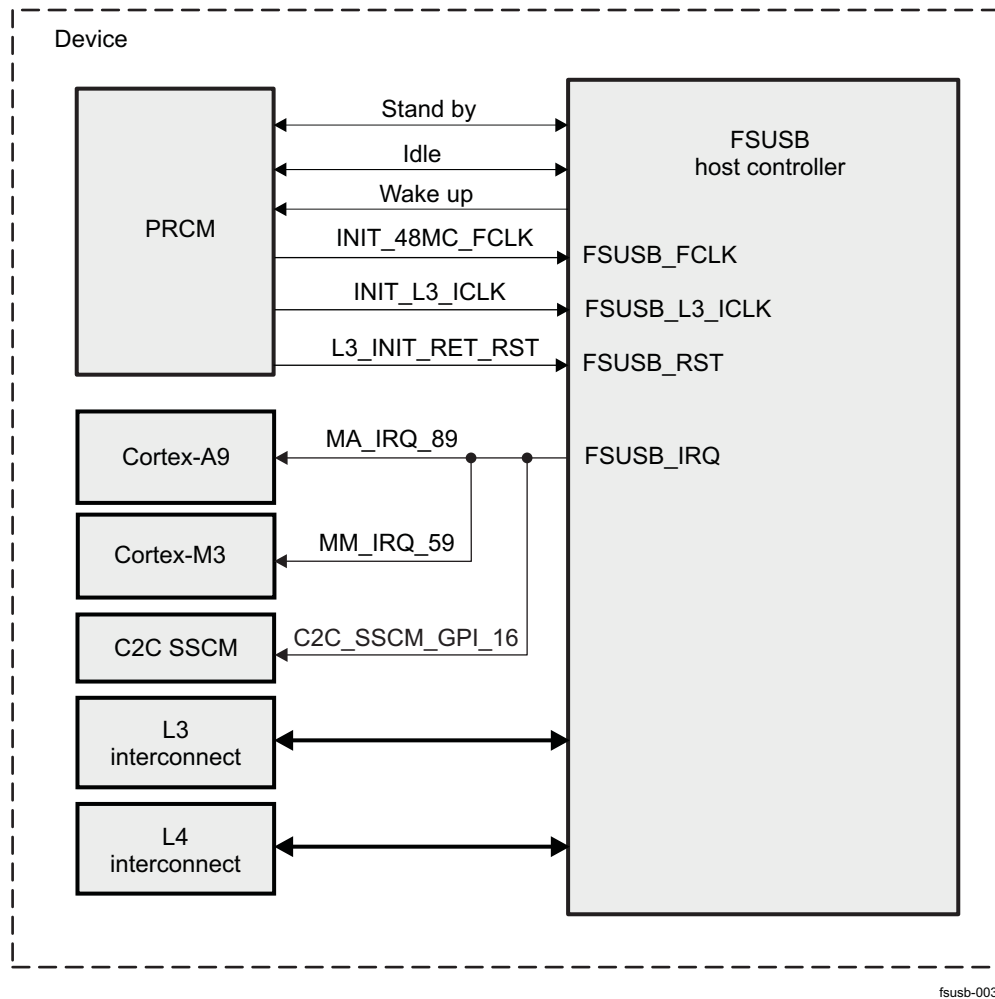 Device
PRCM
Stand by
Idle
Wake up
INIT_48MC_FCLK
INIT_L3_ICLK
L3_INIT_RET_RST
FSUSB
host controller
FSUSB_FCLK
FSUSB_L3_ICLK
FSUSB_RST
Cortex-A9
MA_IRQ_89
FSUSB_IRQ
Cortex-M3
MM_IRQ_59
C2C SSCM
C2C_SSCM_GPI_16
L3
interconnect
L4
interconnect
fsusb-003